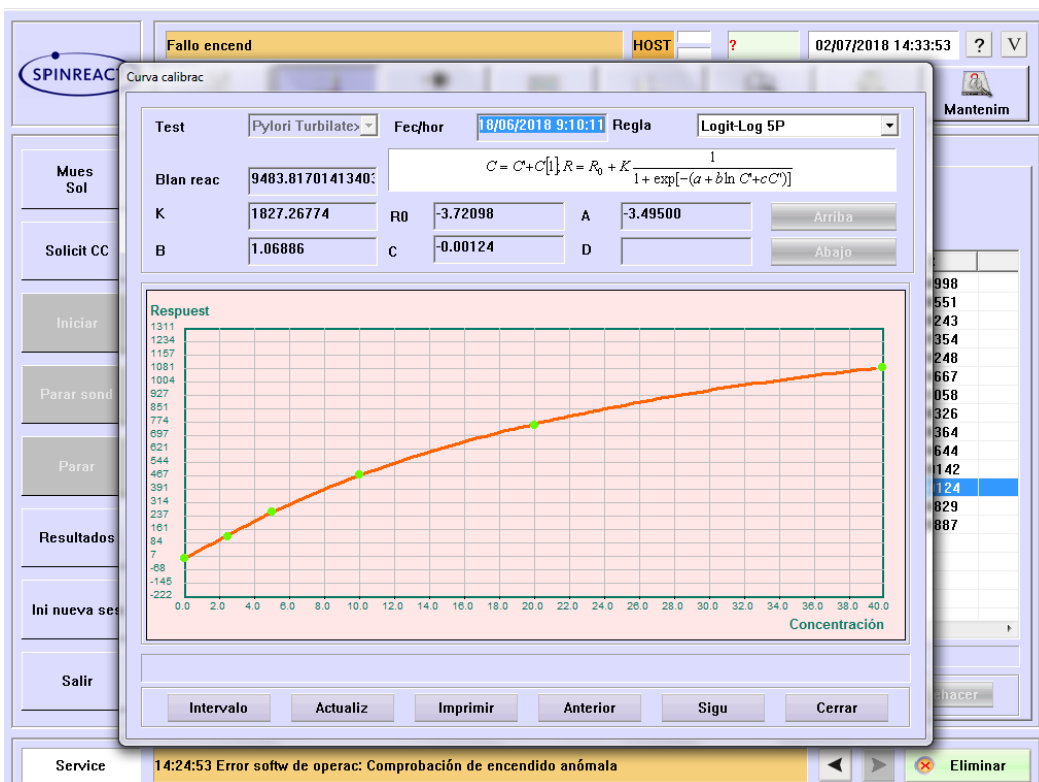 Fallo encend HOST ? 02/07/2018 14:33:53 ? V
SPINREACT
Mantenim
Curva calibrac
Test Pylori Turbilatex Fec/hor 18/06/2018 9:10:11 Regla Logit-Log 5P
Blan reac 9483.81701413403
C = C'+C[1], R = R0 + K 1 / 1 + exp[-(a + b ln C'+cC')]
K 1827.26774 R0 -3.72098 A -3.49500 Arriba
B 1.06886 C -0.00124 D Abajo
Mues
Sol
Solicit CC
Iniciar
Parar sond
Parar
Resultados
Ini nueva ses
Salir
Respuest
1311
1234
1157
1081
1004
927
851
774
697
621
544
467
391
314
237
161
84
7
-68
-145
-222
0.0 2.0 4.0 6.0 8.0 10.0 12.0 14.0 16.0 18.0 20.0 22.0 24.0 26.0 28.0 30.0 32.0 34.0 36.0 38.0 40.0
Concentración
998
551
243
354
248
667
058
326
364
644
142
124
829
887
Intervalo Actualiz Imprimir Anterior Sigu Cerrar
hacer
Service 14:24:53 Error softw de operac: Comprobación de encendido anómala Eliminar